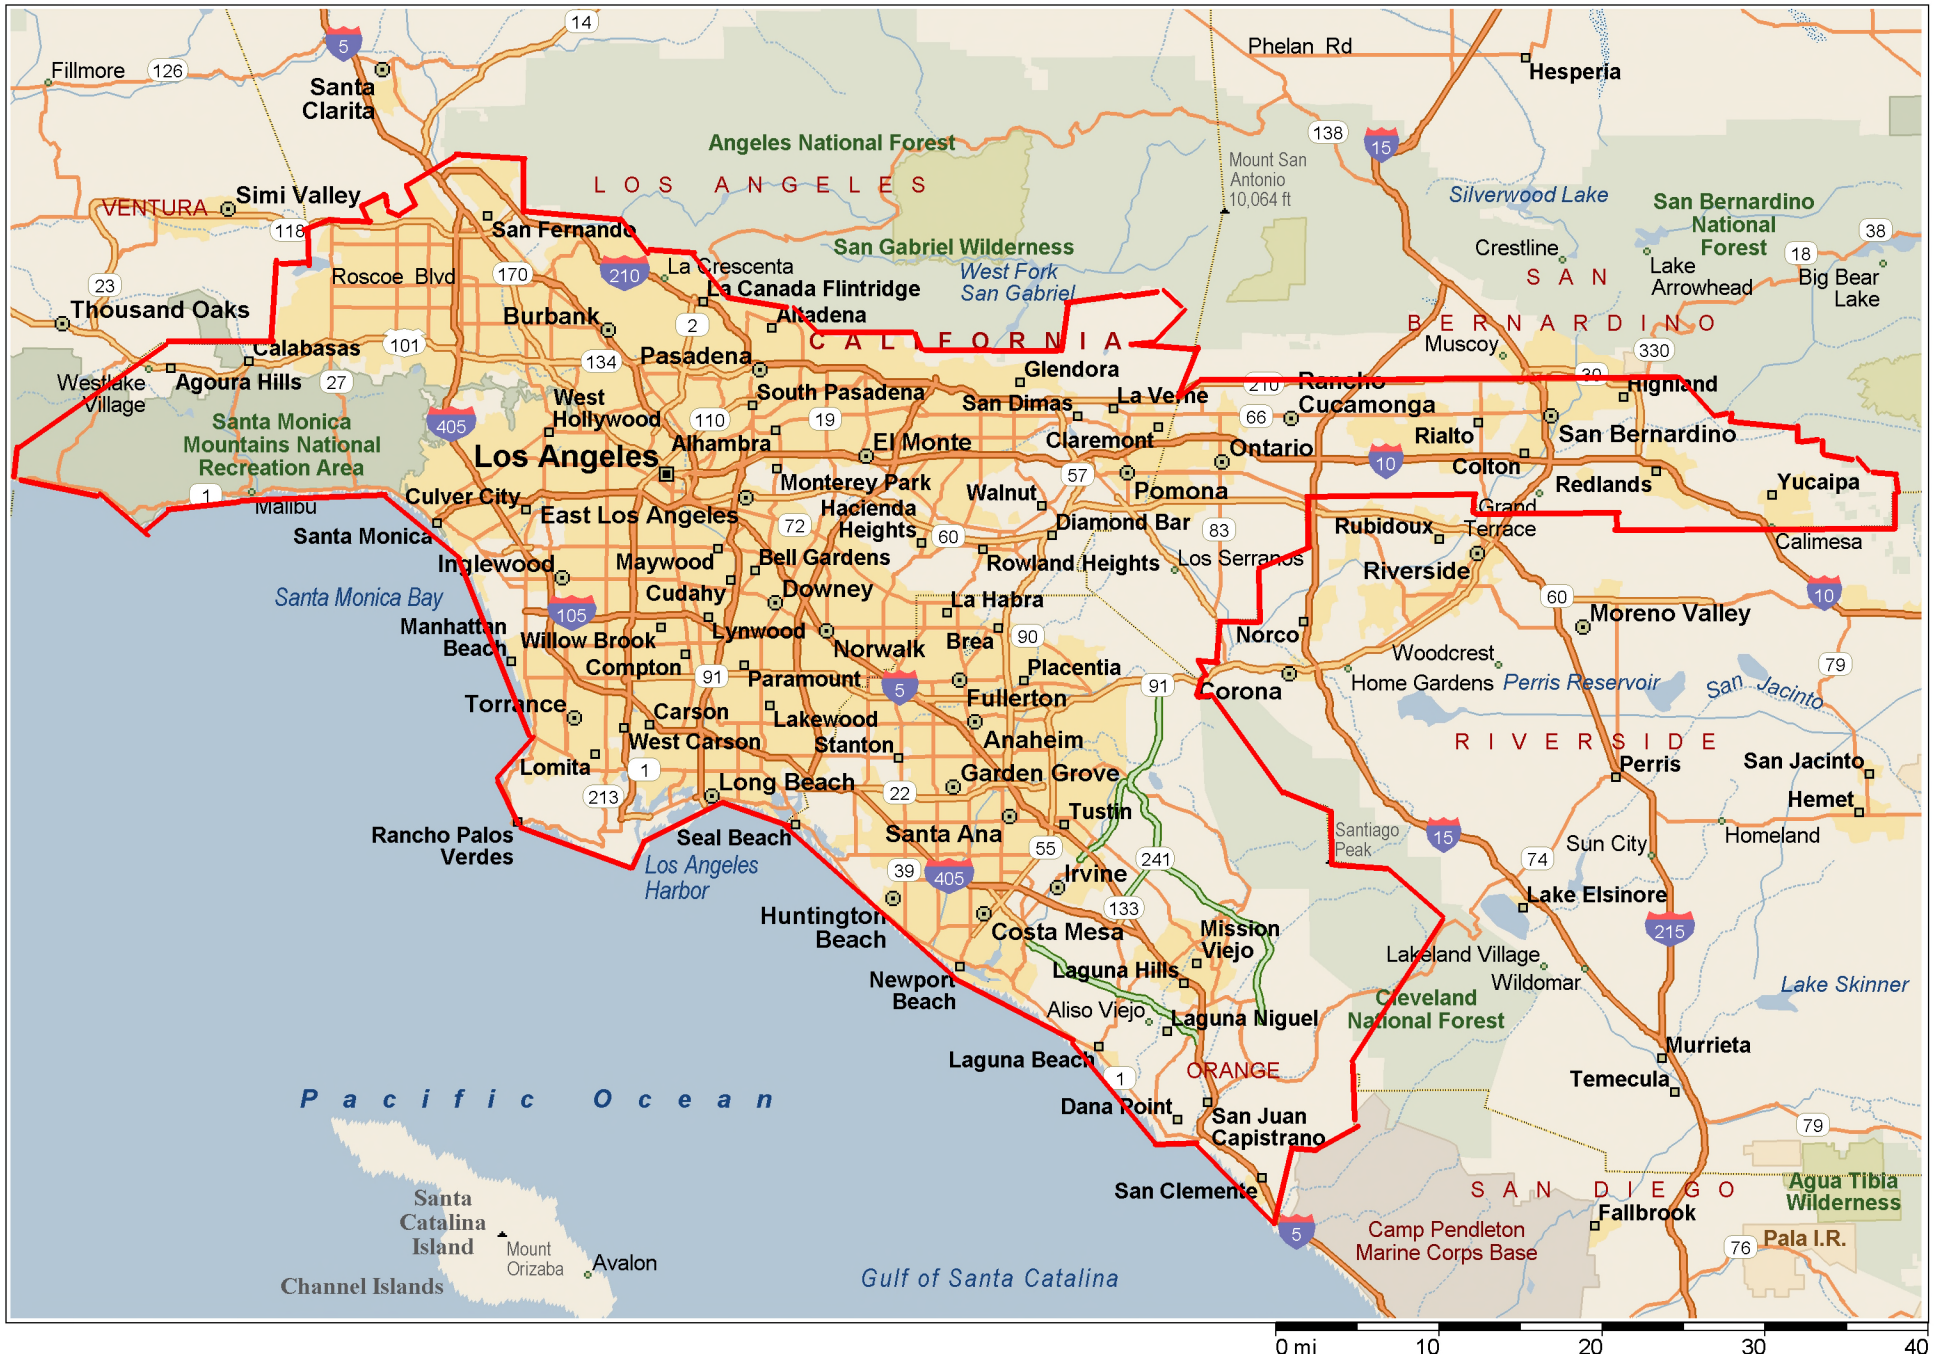 14
5
Fillmore
126
Santa
Clarita
Phelan Rd
Hesperia
138
15
Angeles National Forest
LOS ANGELES
Mount San
Antonio
10,064 ft
Silverwood Lake
San Bernardino
National
Forest
38
18
VENTURA
Simi Valley
118
San Fernando
San Gabriel Wilderness
West Fork
San Gabriel
Crestline
SAN
Lake
Arrowhead
Big Bear
Lake
23
Roscoe Blvd
170
210
La Crescenta
La Canada Flintridge
Thousand Oaks
Burbank
2
Altadena
BERNARDINO
CALIFORNIA
Muscoy
330
Calabasas
101
134
Pasadena
Glendora
Westlake
Village
Agoura Hills
27
South Pasadena
La Verne
210
Rancho
Cucamonga
30
Highland
West
Hollywood
San Dimas
66
405
110
19
Santa Monica
Mountains National
Recreation Area
Alhambra
El Monte
Claremont
Ontario
Rialto
San Bernardino
Los Angeles
10
Colton
57
Redlands
Yucaipa
1
Malibu
Culver City
Monterey Park
Walnut
Pomona
Grand
Terrace
East Los Angeles
Hacienda
Heights
Diamond Bar
Santa Monica
72
60
83
Rubidoux
Calimesa
Inglewood
Maywood
Bell Gardens
Rowland Heights
Los Serranos
Riverside
Santa Monica Bay
Cudahy
Downey
La Habra
60
10
105
Moreno Valley
Manhattan
Beach
Willow Brook
Lynwood
Norwalk
Brea
90
Norco
Compton
Placentia
Woodcrest
79
91
Paramount
5
91
Corona
Home Gardens
Perris Reservoir
San Jacinto
Torrance
Carson
Lakewood
Fullerton
West Carson
Stanton
Anaheim
RIVERSIDE
Lomita
1
Long Beach
Garden Grove
Perris
San Jacinto
213
22
Tustin
Hemet
Rancho Palos
Verdes
Seal Beach
Santa Ana
Santiago
Peak
15
Homeland
Los Angeles
Harbor
55
241
74
Sun City
39
405
Irvine
Lake Elsinore
133
Huntington
Beach
Costa Mesa
Mission
Viejo
215
Lakeland Village
Wildomar
Newport
Beach
Laguna Hills
Cleveland
National Forest
Lake Skinner
Aliso Viejo
Laguna Niguel
Laguna Beach
Murrieta
ORANGE
1
Temecula
Pacific Ocean
Dana Point
San Juan
Capistrano
79
San Clemente
SAN DIEGO
Agua Tibia
Wilderness
Santa
Catalina
Island
Mount
Orizaba
Avalon
5
Camp Pendleton
Marine Corps Base
Fallbrook
76
Pala I.R.
Channel Islands
Gulf of Santa Catalina
0 mi 10 20 30 40